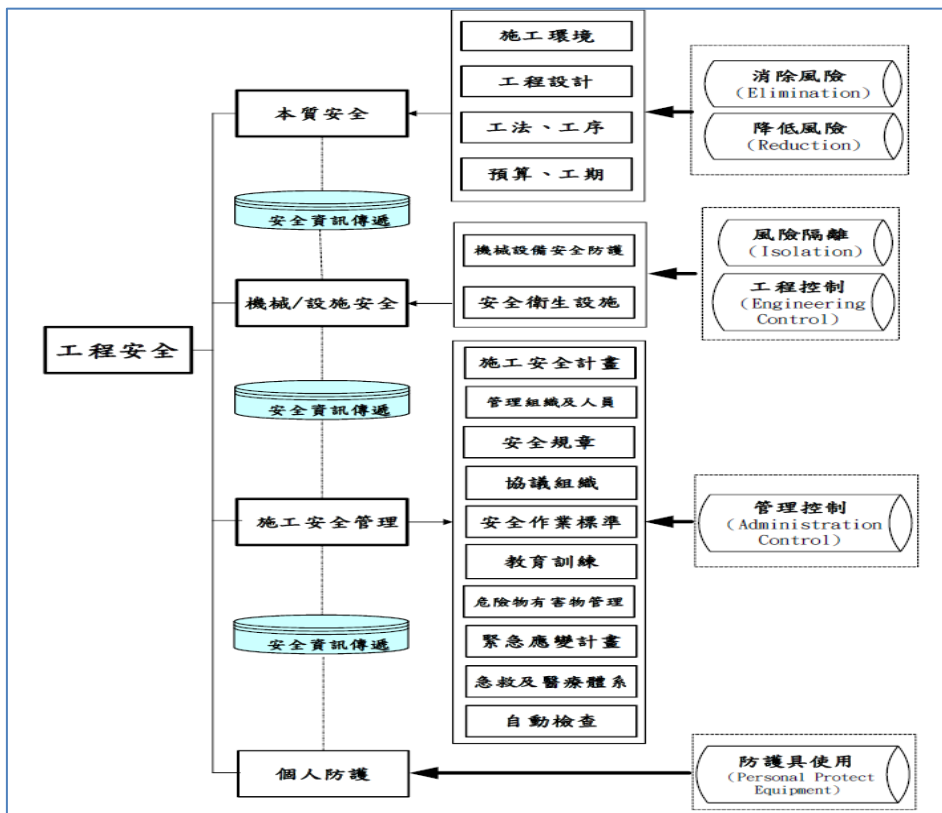 工程安全
本質安全
安全資訊傳遞
機械/設施安全
安全資訊傳遞
施工安全管理
安全資訊傳遞
個人防護
施工環境
工程設計
工法、工序
預算、工期
機械設備安全防護
安全衛生設施
施工安全計畫
管理組織及人員
安全規章
協議組織
安全作業標準
教育訓練
危險物有害物管理
緊急應變計畫
急救及醫療體系
自動檢查
消除風險
(Elimination)
降低風險
(Reduction)
風險隔離
(Isolation)
工程控制
(Engineering
Control)
管理控制
(Administration
Control)
防護具使用
(Personal Protect
Equipment)